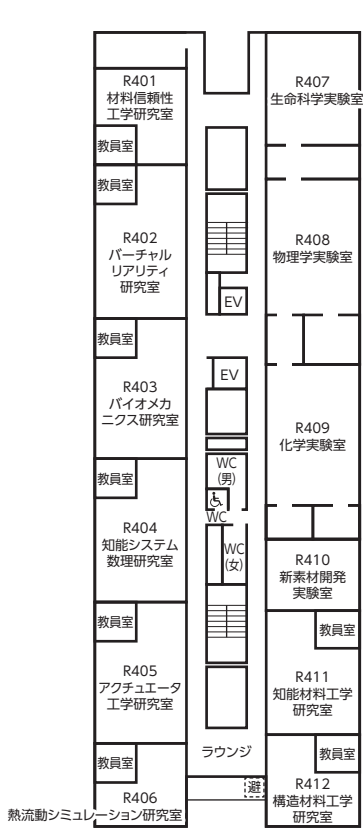 R401
材料信頼性
工学研究室
教員室
教員室
R402
バーチャル
リアリティ
研究室
教員室
R403
バイオメカ
ニクス研究室
教員室
R404
知能システム
数理研究室
教員室
R405
アクチュエータ
工学研究室
教員室
R406
熱流動シミュレーション研究室
EV
EV
WC
(男)
WC
WC
(女)
ラウンジ
避
R407
生命科学実験室
R408
物理学実験室
R409
化学実験室
R410
新素材開発
実験室
教員室
R411
知能材料工学
研究室
教員室
R412
構造材料工学
研究室